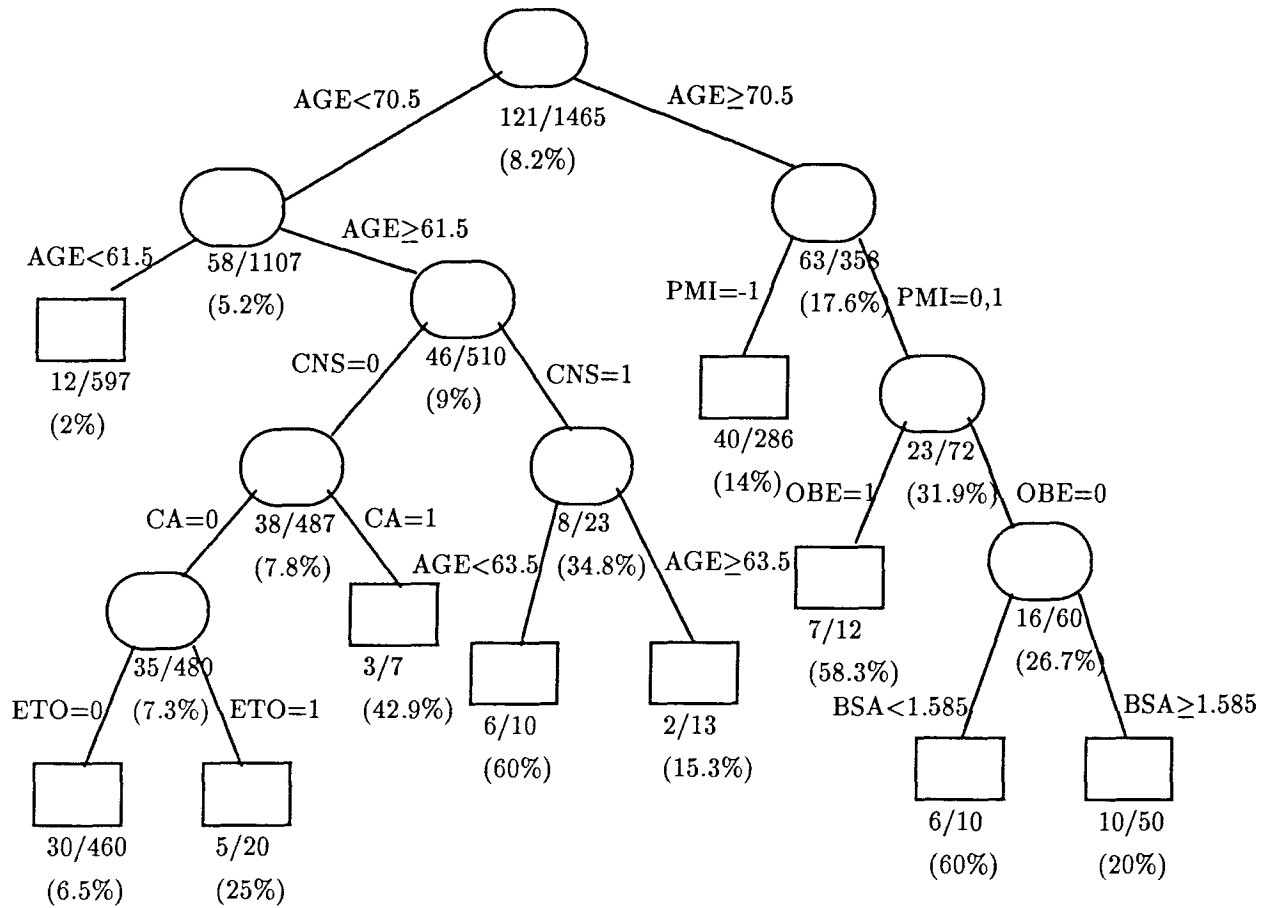 AGE<70.5
AGE≥70.5
121/1465
(8.2%)
AGE<61.5
AGE≥61.5
58/1107
(5.2%)
63/358
(17.6%)
PMI=-1
PMI=0,1
12/597
(2%)
CNS=0
46/510
(9%)
CNS=1
40/286
(14%)
23/72
(31.9%)
OBE=1
OBE=0
CA=0
38/487
(7.8%)
CA=1
AGE<63.5
8/23
(34.8%)
AGE≥63.5
7/12
(58.3%)
16/60
(26.7%)
35/480
(7.3%)
ETO=0
ETO=1
3/7
(42.9%)
6/10
(60%)
2/13
(15.3%)
BSA<1.585
BSA≥1.585
30/460
(6.5%)
5/20
(25%)
6/10
(60%)
10/50
(20%)